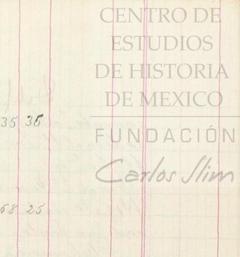 CENTRO DE
ESTUDIOS
DE HISTORIA
DE MEXICO
35 36
FUNDACIÓN
Carlos Slim
68 25